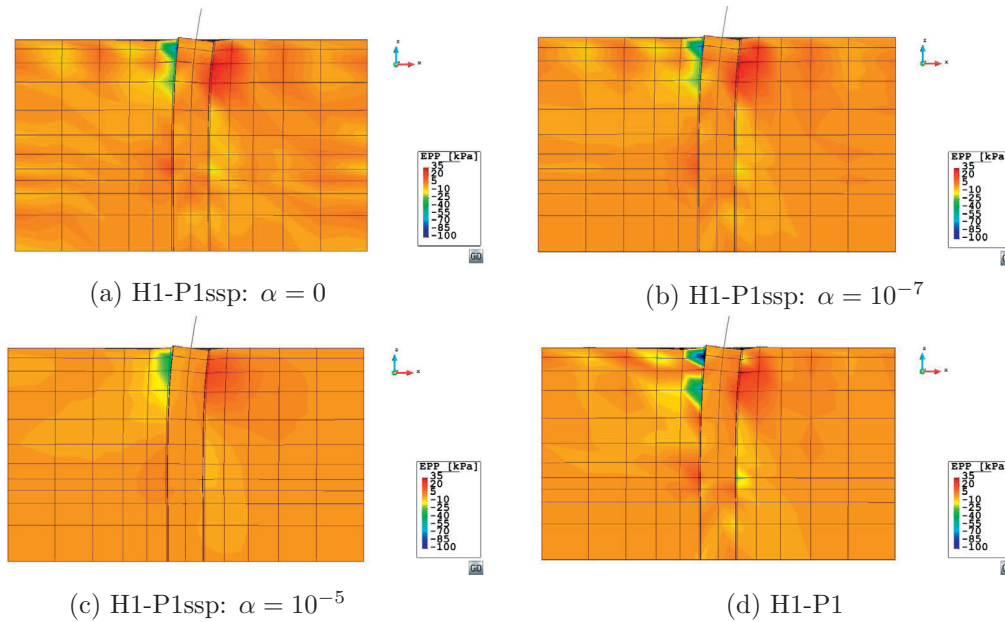 z
x
EPP [kPa]
35
20
5
-10
-25
-40
-55
-70
-85
-100
GD
(a) H1-P1ssp: α = 0
z
x
EPP [kPa]
35
20
5
-10
-25
-40
-55
-70
-85
-100
(b) H1-P1ssp: α = 10⁻⁷
z
x
EPP [kPa]
35
20
5
-10
-25
-40
-55
-70
-85
-100
GD
(c) H1-P1ssp: α = 10⁻⁵
z
x
EPP [kPa]
35
20
5
-10
-25
-40
-55
-70
-85
-100
(d) H1-P1